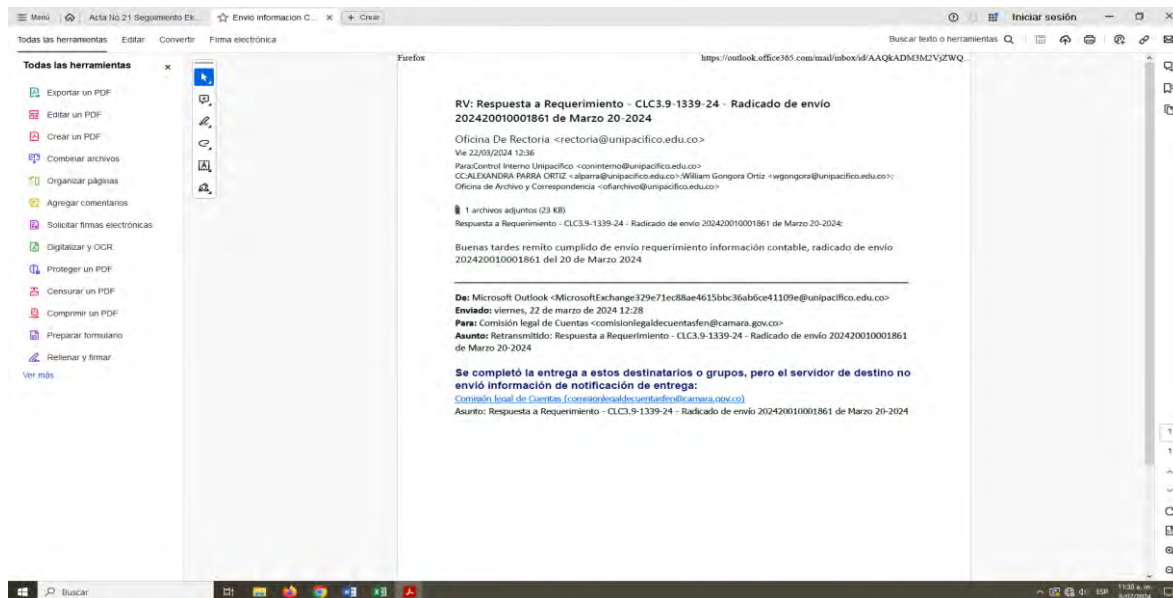 Menú
Acta No 21 Seguimiento Ek...
Envio informacion C...
+ Crear
Iniciar sesión
Todas las herramientas
Editar
Convertir
Firma electrónica
Buscar texto o herramientas
Todas las herramientas
Exportar un PDF
Editar un PDF
Crear un PDF
Combinar archivos
Organizar páginas
Agregar comentarios
Solicitar firmas electrónicas
Digitalizar y OCR
Proteger un PDF
Censurar un PDF
Comprimir un PDF
Preparar formulario
Rellenar y firmar
Ver más
Firefox
https://outlook.office365.com/mail/inbox/id/AAQkADM3M2VjZWQ...
RV: Respuesta a Requerimiento - CLC3.9-1339-24 - Radicado de envío
202420010001861 de Marzo 20-2024
Oficina De Rectoria <rectoria@unipacifico.edu.co>
Vie 22/03/2024 12:36
Para:Control Interno Unipacifico <coninterno@unipacifico.edu.co>
CC:ALEXANDRA PARRA ORTIZ <alparra@unipacifico.edu.co>;William Gongora Ortiz <wgongora@unipacifico.edu.co>;
Oficina de Archivo y Correspondencia <ofiarchivo@unipacifico.edu.co>
1 archivos adjuntos (23 KB)
Respuesta a Requerimiento - CLC3.9-1339-24 - Radicado de envío 202420010001861 de Marzo 20-2024;
Buenas tardes remito cumplido de envío requerimiento información contable, radicado de envío
202420010001861 del 20 de Marzo 2024
De: Microsoft Outlook <MicrosoftExchange329e71ec88ae4615bbc36ab6ce41109e@unipacifico.edu.co>
Enviado: viernes, 22 de marzo de 2024 12:28
Para: Comisión legal de Cuentas <comisionlegaldecuentasfen@camara.gov.co>
Asunto: Retransmitido: Respuesta a Requerimiento - CLC3.9-1339-24 - Radicado de envío 202420010001861
de Marzo 20-2024
Se completó la entrega a estos destinatarios o grupos, pero el servidor de destino no
envió información de notificación de entrega:
Comisión legal de Cuentas (comisionlegaldecuentasfen@camara.gov.co)
Asunto: Respuesta a Requerimiento - CLC3.9-1339-24 - Radicado de envío 202420010001861 de Marzo 20-2024
1
1
Buscar
ESP
11:38 a. m.